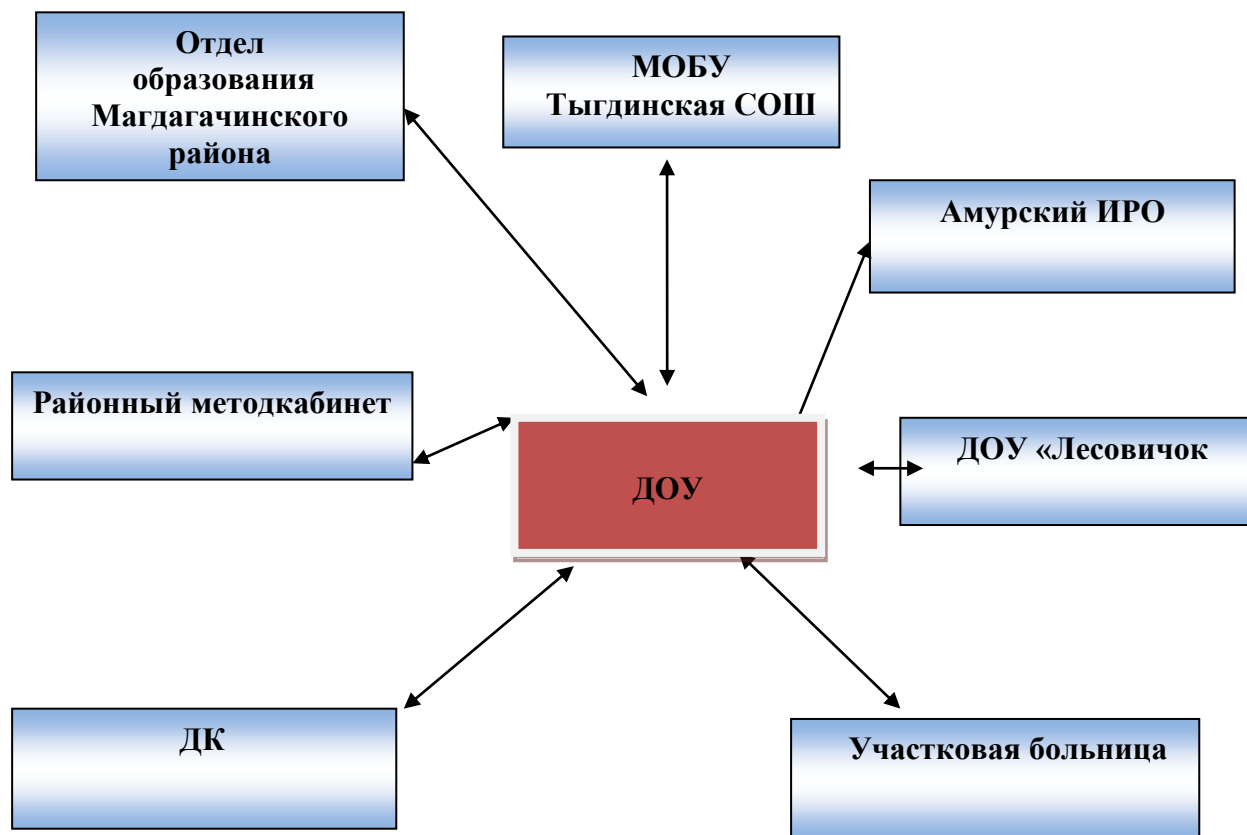 Отдел
образования
Магдагачинского
района
МОБУ
Тыгдинская СОШ
Амурский ИРО
Районный методкабинет
ДОУ «Лесовичок
ДОУ
ДК
Участковая больница